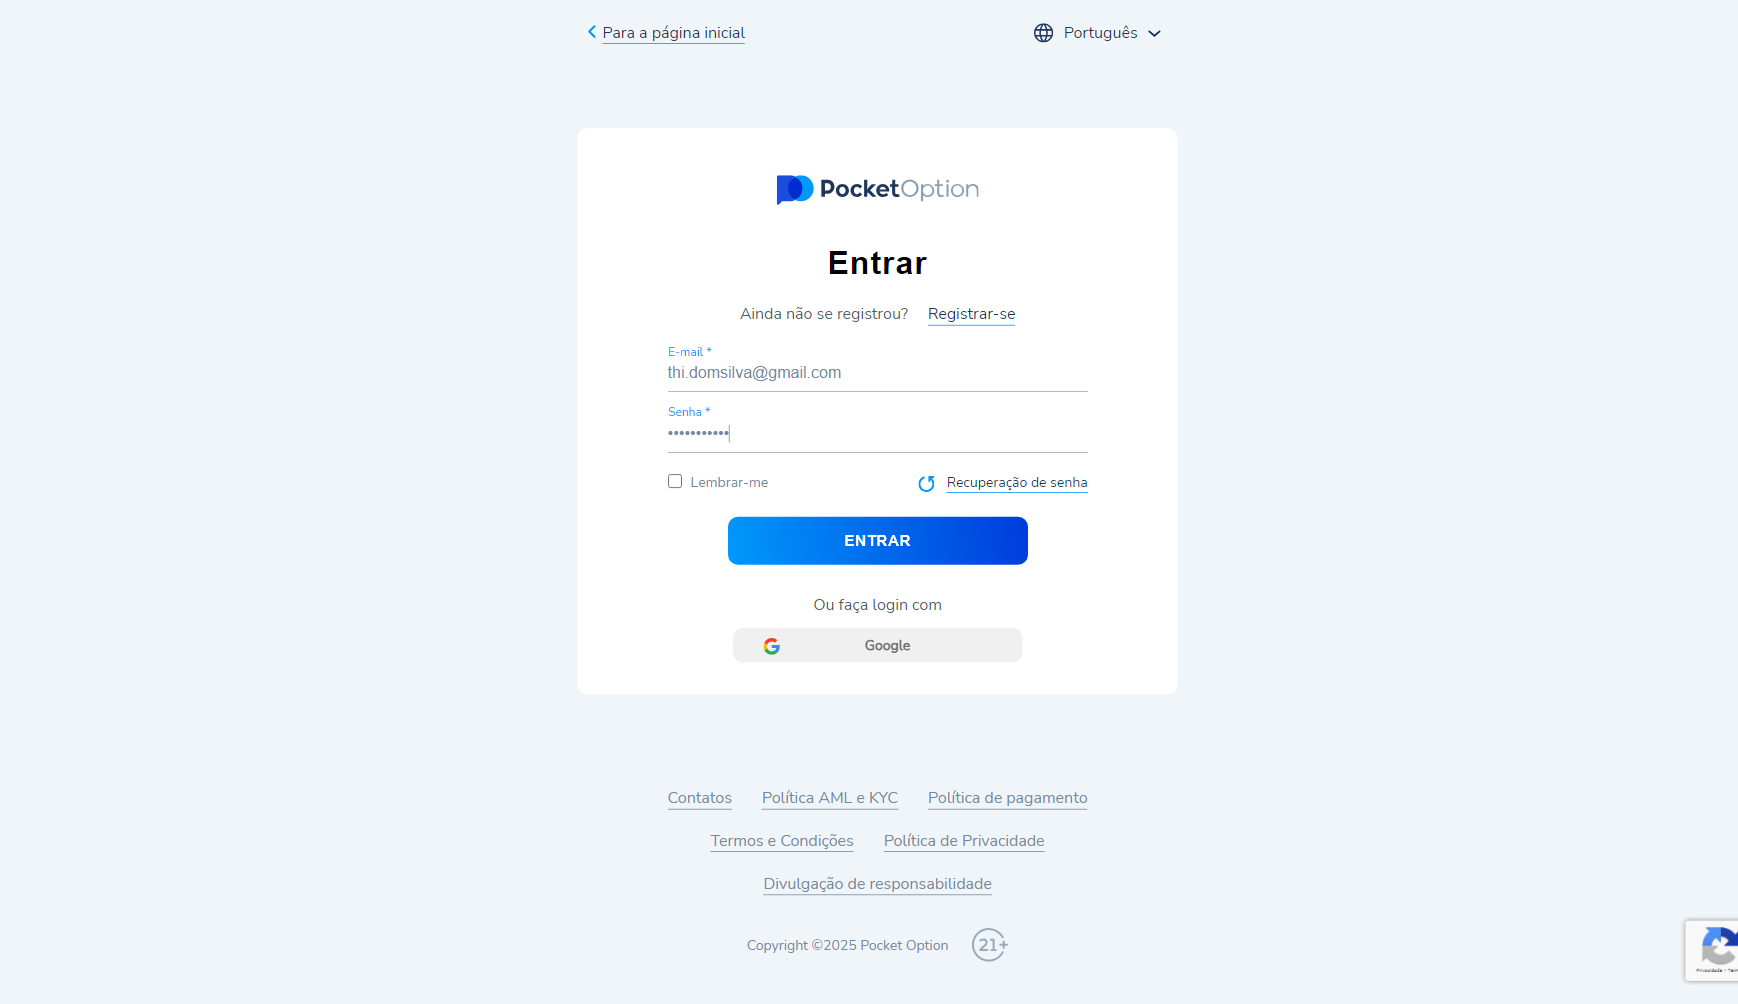 Para a página inicial
Português
PocketOption
Entrar
Ainda não se registrou? Registrar-se
E-mail *
thi.domsilva@gmail.com
Senha *
•••••••••••
Lembrar-me
Recuperação de senha
ENTRAR
Ou faça login com
Google
Contatos Política AML e KYC Política de pagamento
Termos e Condições Política de Privacidade
Divulgação de responsabilidade
Copyright ©2025 Pocket Option 21+
Privacidade -